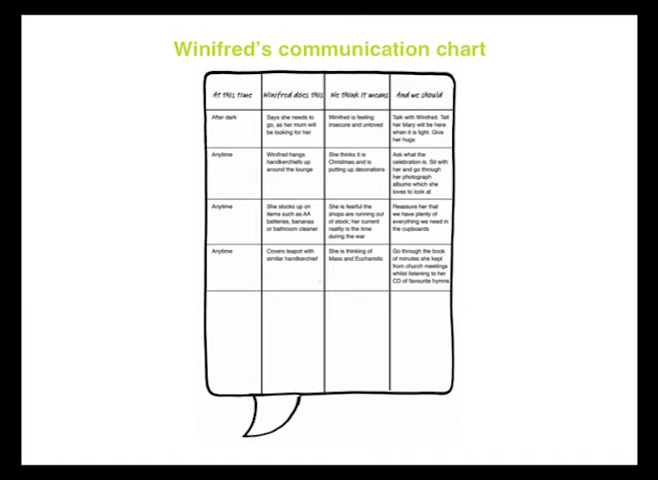 Winifred's communication chart
At this time
Winifred does this
We think it means
And we should
After dark
Says she needs to
go, as her mum will
be looking for her
Winifred is feeling
insecure and unloved
Talk with Winifred. Tell
her Mary will be here
when it is light. Give
her hugs
Anytime
Winifred hangs
handkerchiefs up
around the lounge
She thinks it is
Christmas and is
putting up decorations
Ask what the
celebration is. Sit with
her and go through
her photograph
albums which she
loves to look at
Anytime
She stocks up on
items such as AA
batteries, bananas
or bathroom cleaner
She is fearful the
shops are running out
of stock; her current
reality is the time
during the war
Reassure her that
we have plenty of
everything we need in
the cupboards
Anytime
Covers teapot with
similar handkerchief
She is thinking of
Mass and Eucharistic
Go through the book
of minutes she kept
from church meetings
whilst listening to her
CD of favourite hymns